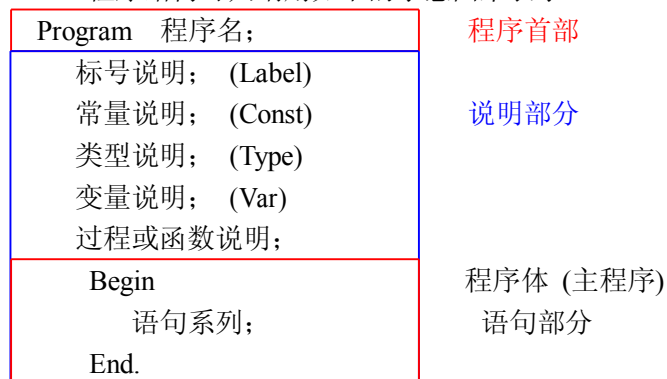 Program 程序名； 程序首部
标号说明； (Label)
常量说明； (Const) 说明部分
类型说明； (Type)
变量说明； (Var)
过程或函数说明；
Begin 程序体 (主程序)
语句系列； 语句部分
End.